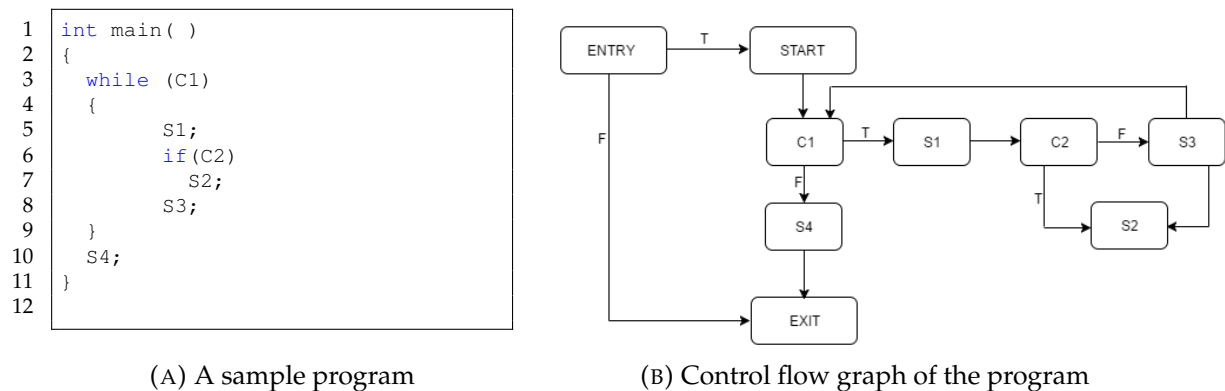 1 int main( )
2 {
3 while (C1)
4 {
5 S1;
6 if(C2)
7 S2;
8 S3;
9 }
10 S4;
11 }
12
(A) A sample program
ENTRY T START
F
C1 T S1 C2 F S3
F T
S4 S2
EXIT
(B) Control flow graph of the program